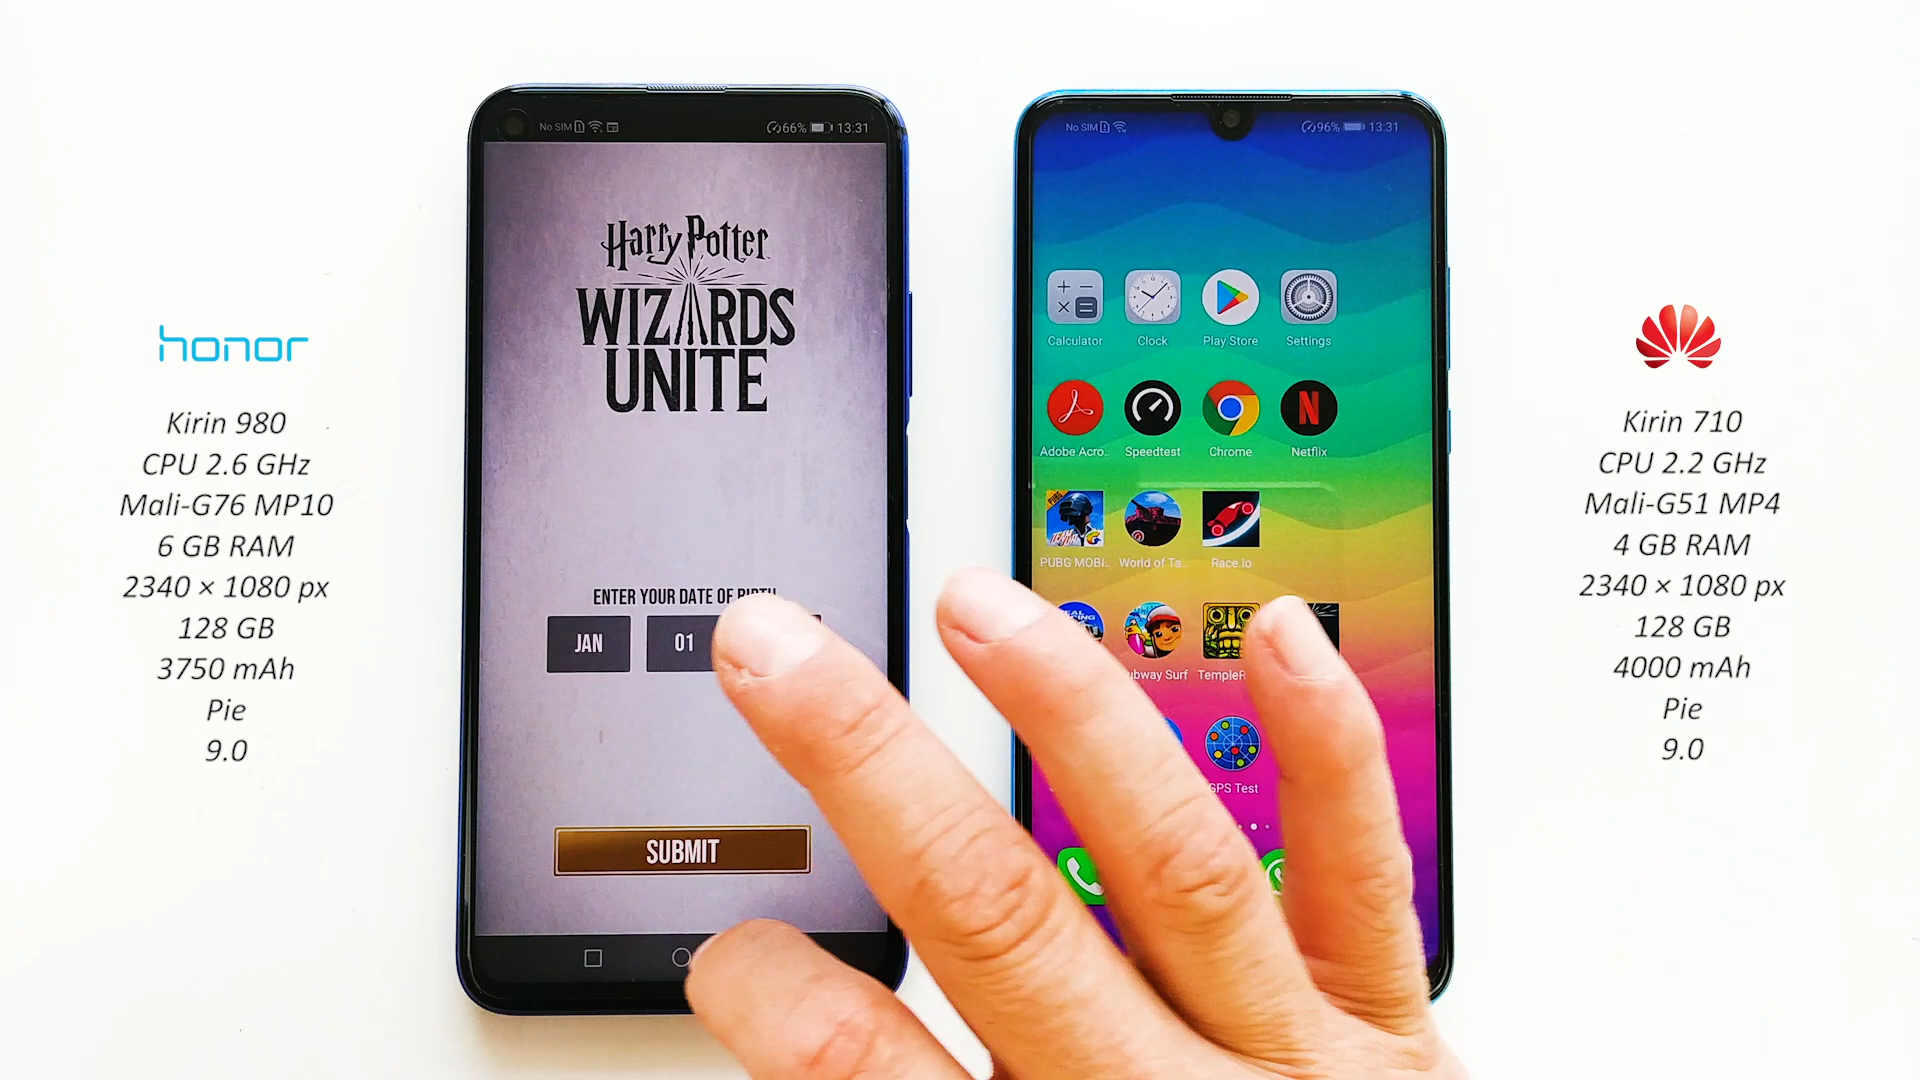 honor
Kirin 980
CPU 2.6 GHz
Mali-G76 MP10
6 GB RAM
2340 × 1080 px
128 GB
3750 mAh
Pie
9.0
No SIM
66%
13:31
Harry Potter
WIZARDS
UNITE
ENTER YOUR DATE OF BIRTH
JAN
01
SUBMIT
No SIM
96%
13:31
Calculator
Clock
Play Store
Settings
Adobe Acro..
Speedtest
Chrome
Netflix
PUBG MOBI..
World of Ta..
Race.io
ubway Surf
TempleR
GPS Test
Kirin 710
CPU 2.2 GHz
Mali-G51 MP4
4 GB RAM
2340 × 1080 px
128 GB
4000 mAh
Pie
9.0